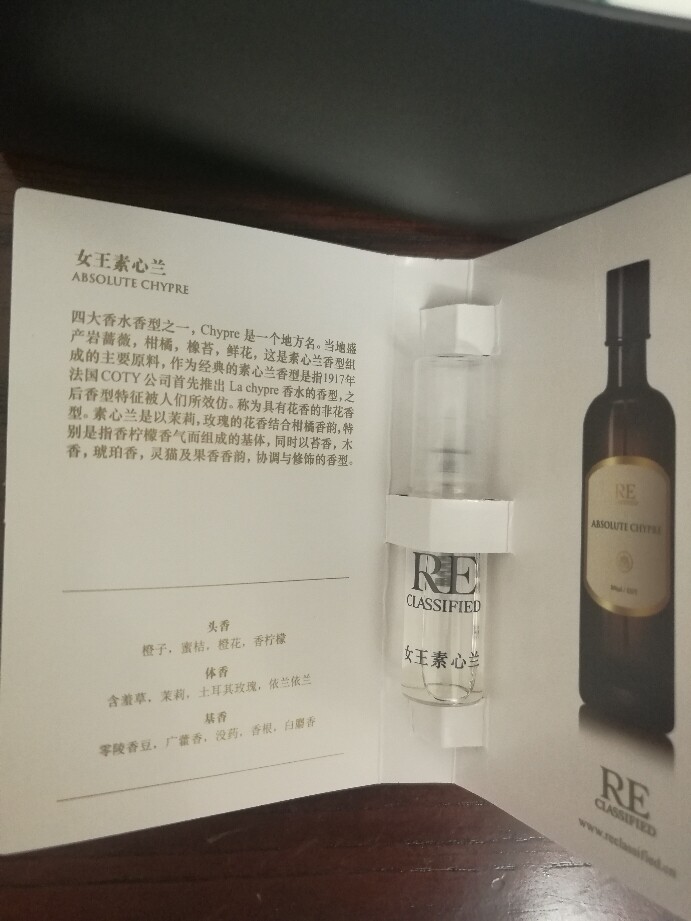 女王素心兰
ABSOLUTE CHYPRE
四大香水香型之一，Chypre 是一个地方名。当地盛
产岩蔷薇，柑橘，橡苔，鲜花，这是素心兰香型组
成的主要原料，作为经典的素心兰香型是指1917年
法国COTY公司首先推出 La chypre 香水的香型，之
后香型特征被人们所效仿。称为具有花香的非花香
型。素心兰是以茉莉，玫瑰的花香结合柑橘香韵，特
别是指香柠檬香气而组成的基体，同时以苔香，木
香，琥珀香，灵猫及果香香韵，协调与修饰的香型。
头香
橙子，蜜桔，橙花，香柠檬
体香
含羞草，茉莉，土耳其玫瑰，依兰依兰
基香
零陵香豆，广藿香，没药，香根，白麝香
RE
CLASSIFIED
女王素心兰
RE
ABSOLUTE CHYPRE
RE
CLASSIFIED
www.reclassified.cn